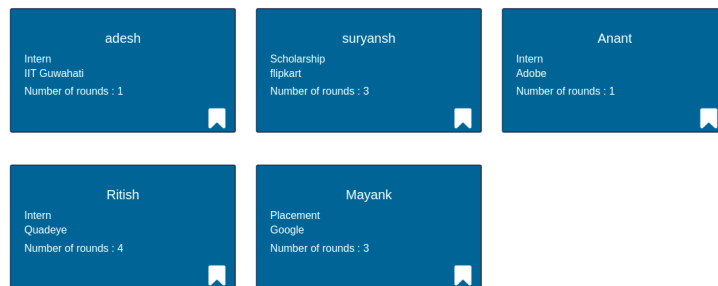 adesh
Intern
IIT Guwahati
Number of rounds : 1
suryansh
Scholarship
flipkart
Number of rounds : 3
Anant
Intern
Adobe
Number of rounds : 1
Ritish
Intern
Quadeye
Number of rounds : 4
Mayank
Placement
Google
Number of rounds : 3